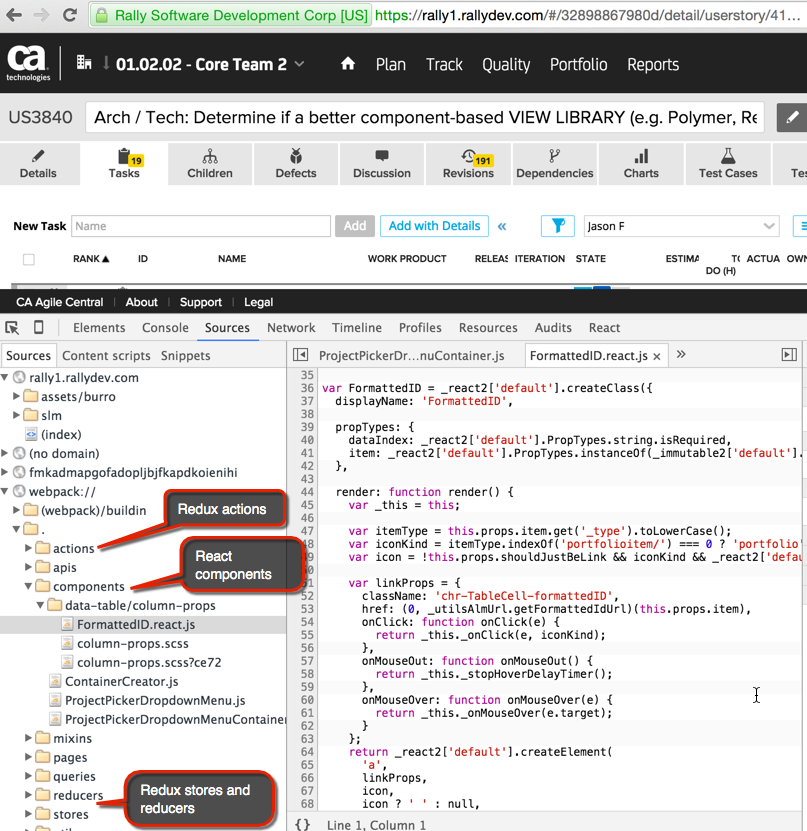 Rally Software Development Corp [US] https://rally1.rallydev.com/#/32898867980d/detail/userstory/41...
ca technologies 01.02.02 - Core Team 2 Plan Track Quality Portfolio Reports
US3840 Arch / Tech: Determine if a better component-based VIEW LIBRARY (e.g. Polymer, Re
19 191
Details Tasks Children Defects Discussion Revisions Dependencies Charts Test Cases Tes
New Task Name Add Add with Details « Jason F
RANK ID NAME WORK PRODUCT RELEAS ITERATION STATE ESTIMA TO DO (H) ACTUA OWN
CA Agile Central | About | Support | Legal
Elements Console Sources Network Timeline Profiles Resources Audits React
Sources Content scripts Snippets
ProjectPickerDr...nuContainer.js FormattedID.react.js × »
rally1.rallydev.com
assets/burro
slm
(index)
(no domain)
fmkadmapgofadopljbjfkapdkoienihi
webpack://
(webpack)/buildin
.
actions
apis
components
data-table/column-props
FormattedID.react.js
column-props.scss
column-props.scss?ce72
ContainerCreator.js
ProjectPickerDropdownMenu.js
ProjectPickerDropdownMenuContaine
mixins
pages
queries
reducers
stores
Redux actions
React
components
Redux stores and
reducers
35
36 var FormattedID = _react2['default'].createClass({
37 displayName: 'FormattedID',
38
39 propTypes: {
40 dataIndex: _react2['default'].PropTypes.string.isRequired,
41 item: _react2['default'].PropTypes.instanceOf(_immutable2['default'].
42 },
43
44 render: function render() {
45 var _this = this;
46
47 var itemType = this.props.item.get('_type').toLowerCase();
48 var iconKind = itemType.indexOf('portfolioitem/') === 0 ? 'portfolio'
49 var icon = !this.props.shouldJustBeLink && iconKind && _react2['defau
50
51 var linkProps = {
52 className: 'chr-TableCell-formattedID',
53 href: (0, _utilsAlmUrl.getFormattedIdUrl)(this.props.item),
54 onClick: function onClick(e) {
55 return _this._onClick(e, iconKind);
56 },
57 onMouseOut: function onMouseOut() {
58 return _this._stopHoverDelayTimer();
59 },
60 onMouseOver: function onMouseOver(e) {
61 return _this._onMouseOver(e.target);
62 }
63 };
64 return _react2['default'].createElement(
65 'a',
66 linkProps,
67 icon,
68 icon ? ' ' : null,
{} Line 1, Column 1